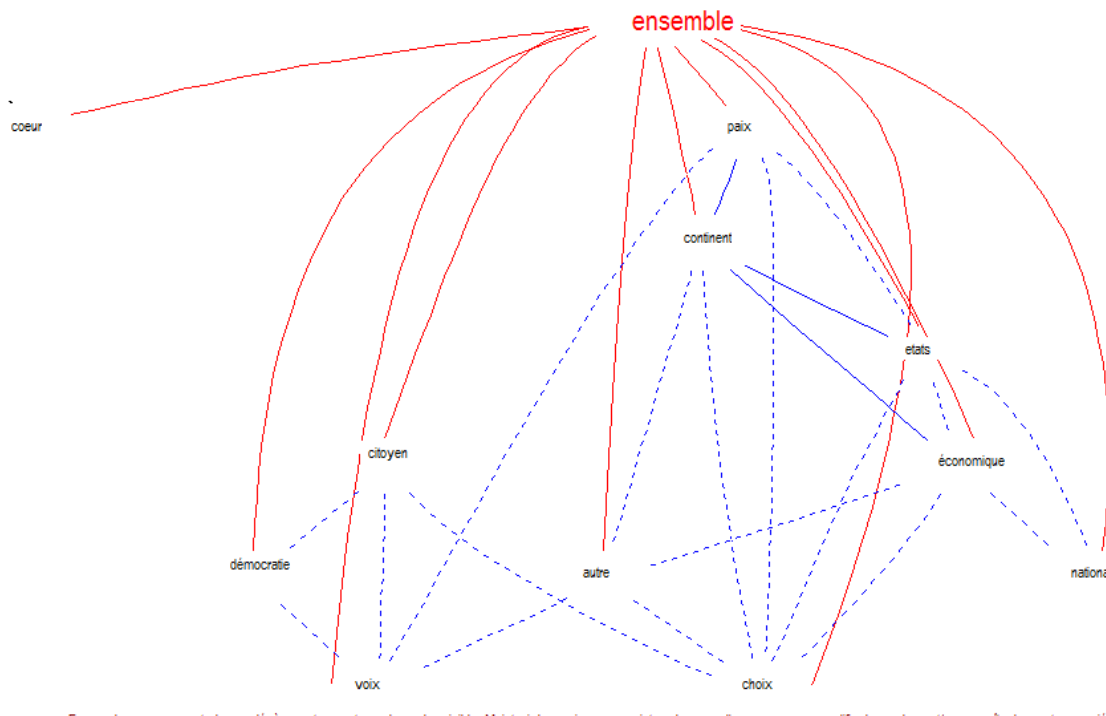 ensemble
coeur
paix
continent
etats
citoyen
économique
démocratie
autre
nationa
voix
choix